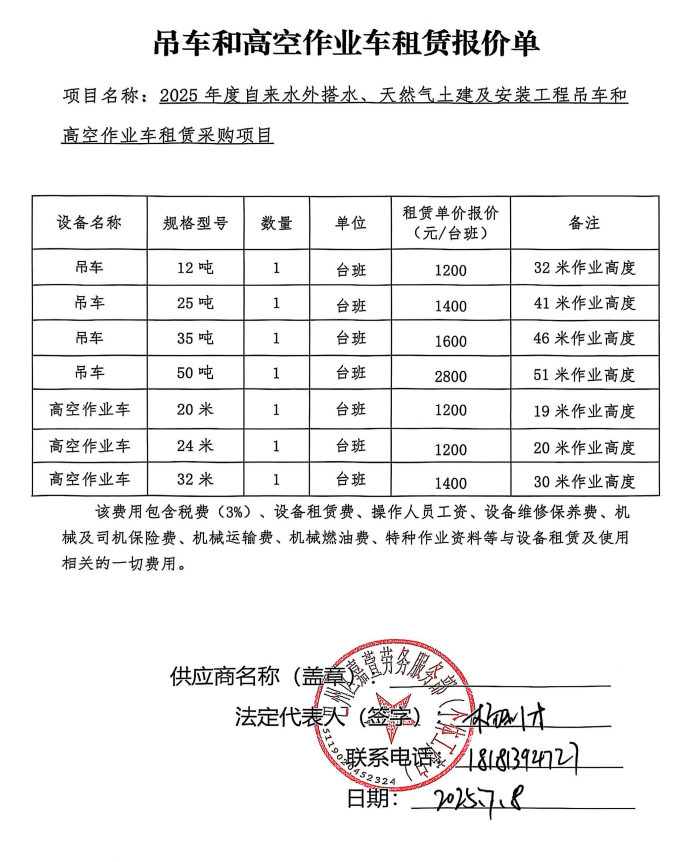 吊车和高空作业车租赁报价单
项目名称：2025 年度自来水外搭水、天然气土建及安装工程吊车和
高空作业车租赁采购项目
设备名称 规格型号 数量 单位 租赁单价报价（元/台班） 备注
吊车 12 吨 1 台班 1200 32 米作业高度
吊车 25 吨 1 台班 1400 41 米作业高度
吊车 35 吨 1 台班 1600 46 米作业高度
吊车 50 吨 1 台班 2800 51 米作业高度
高空作业车 20 米 1 台班 1200 19 米作业高度
高空作业车 24 米 1 台班 1200 20 米作业高度
高空作业车 32 米 1 台班 1400 30 米作业高度
该费用包含税费（3%）、设备租赁费、操作人员工资、设备维修保养费、机
械及司机保险费、机械运输费、机械燃油费、特种作业资料等与设备租赁及使用
相关的一切费用。
供应商名称（盖章）：
法定代表人（签字）：
联系电话：18181394727
日期：2025.7.8
劳务服务部（个体工商户）
5119020452324